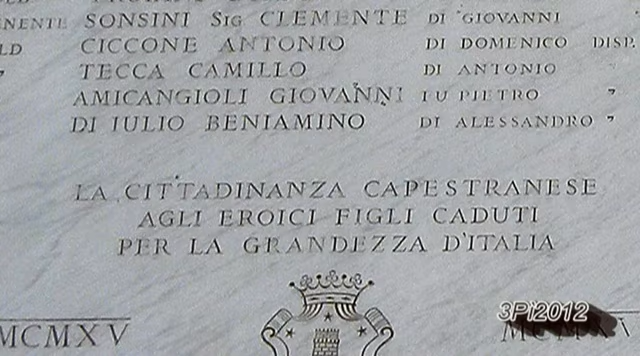 NENTE SONSINI SIG CLEMENTE DI GIOVANNI
LD CICCONE ANTONIO DI DOMENICO DISP.
" TECCA CAMILLO DI ANTONIO "
AMICANGIOLI GIOVANNI FU PIETRO "
DI IULIO BENIAMINO DI ALESSANDRO "
LA CITTADINANZA CAPESTRANESE
AGLI EROICI FIGLI CADUTI
PER LA GRANDEZZA D'ITALIA
MCMXV
3Pi2012